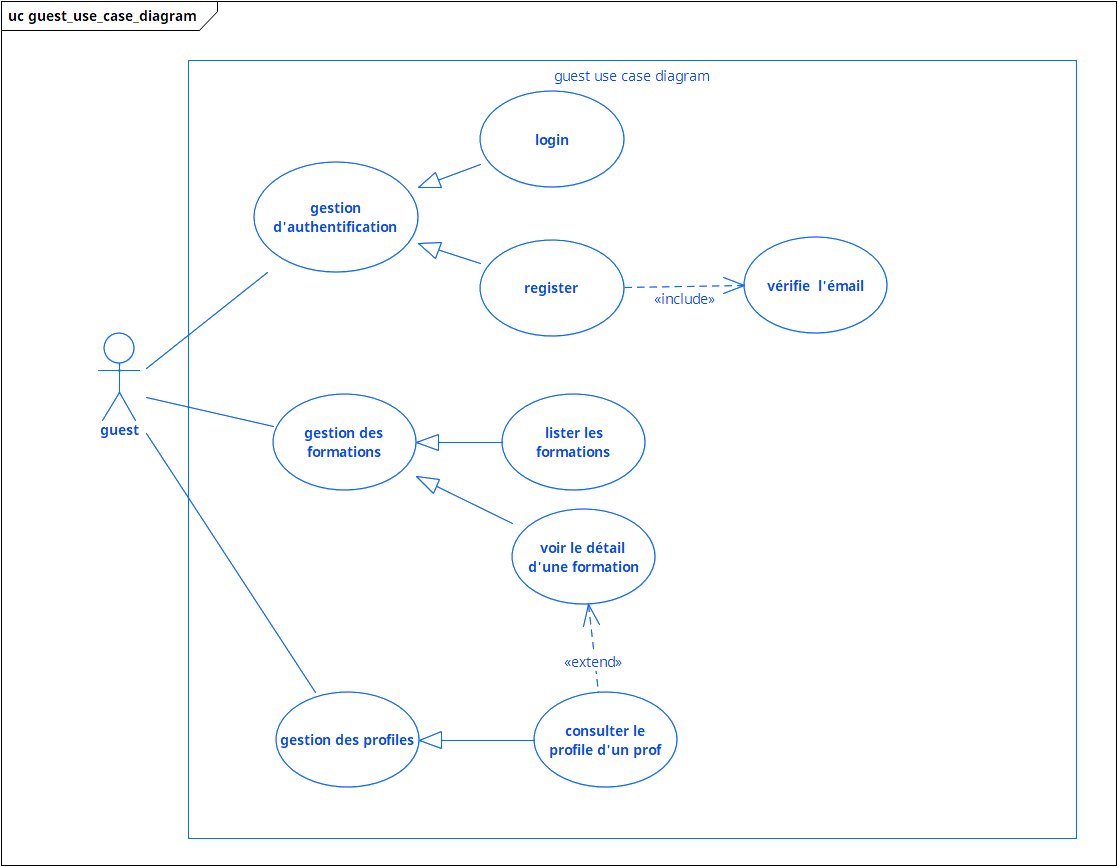 uc guest_use_case_diagram
guest use case diagram
login
gestion
d'authentification
register
«include»
vérifie  l'émail
guest
gestion des
formations
lister les
formations
voir le détail
d'une formation
«extend»
gestion des profiles
consulter le
profile d'un prof